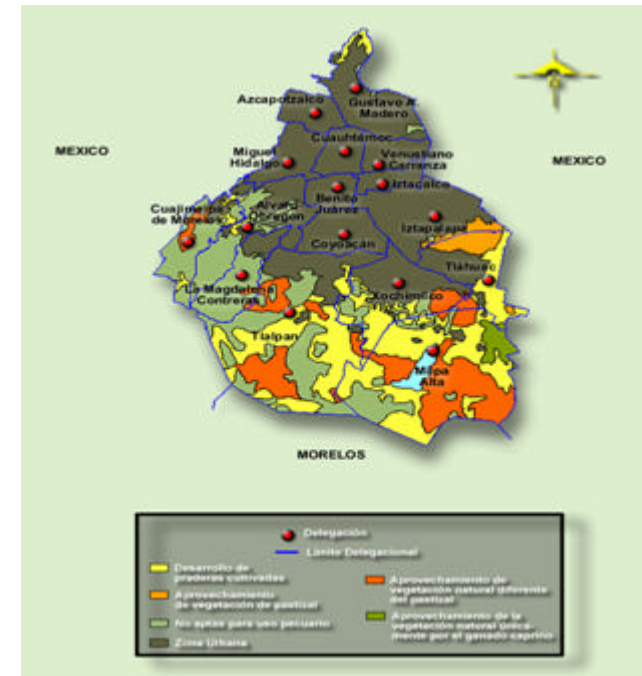 Gustavo A.
Madero
Azcapotzalco
Cuauhtémoc
MEXICO
Miguel
Hidalgo
Venustiano
Carranza
MEXICO
Iztacalco
Benito
Juárez
Cuajimalpa
de Morelos
Alvaro
Obregon
Iztapalapa
Coyoacán
Tláhuac
La Magdalena
Contreras
Xochimilco
Tlalpan
Milpa
Alta
MORELOS
Delegación
Límite Delegacional
Desarrollo de
praderas cultivadas
Aprovechamiento
de vegetación de pastizal
No aptas para uso pecuario
Zona Urbana
Aprovechamiento de
vegetación natural diferente
del pastizal
Aprovechamiento de la
vegetación natural única-
mente por el ganado caprino